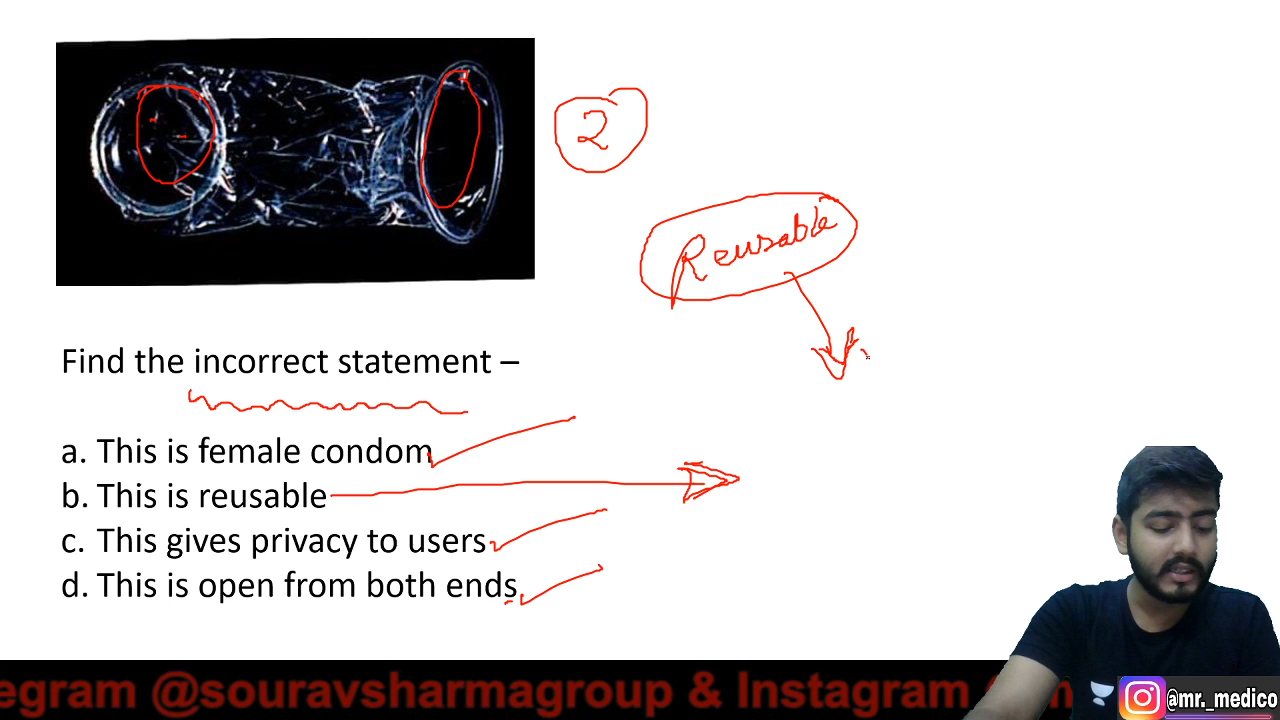 2
Reusable
Find the incorrect statement –
a. This is female condom
b. This is reusable
c. This gives privacy to users
d. This is open from both ends
egram @souravsharmagroup & Instagram
@mr._medico